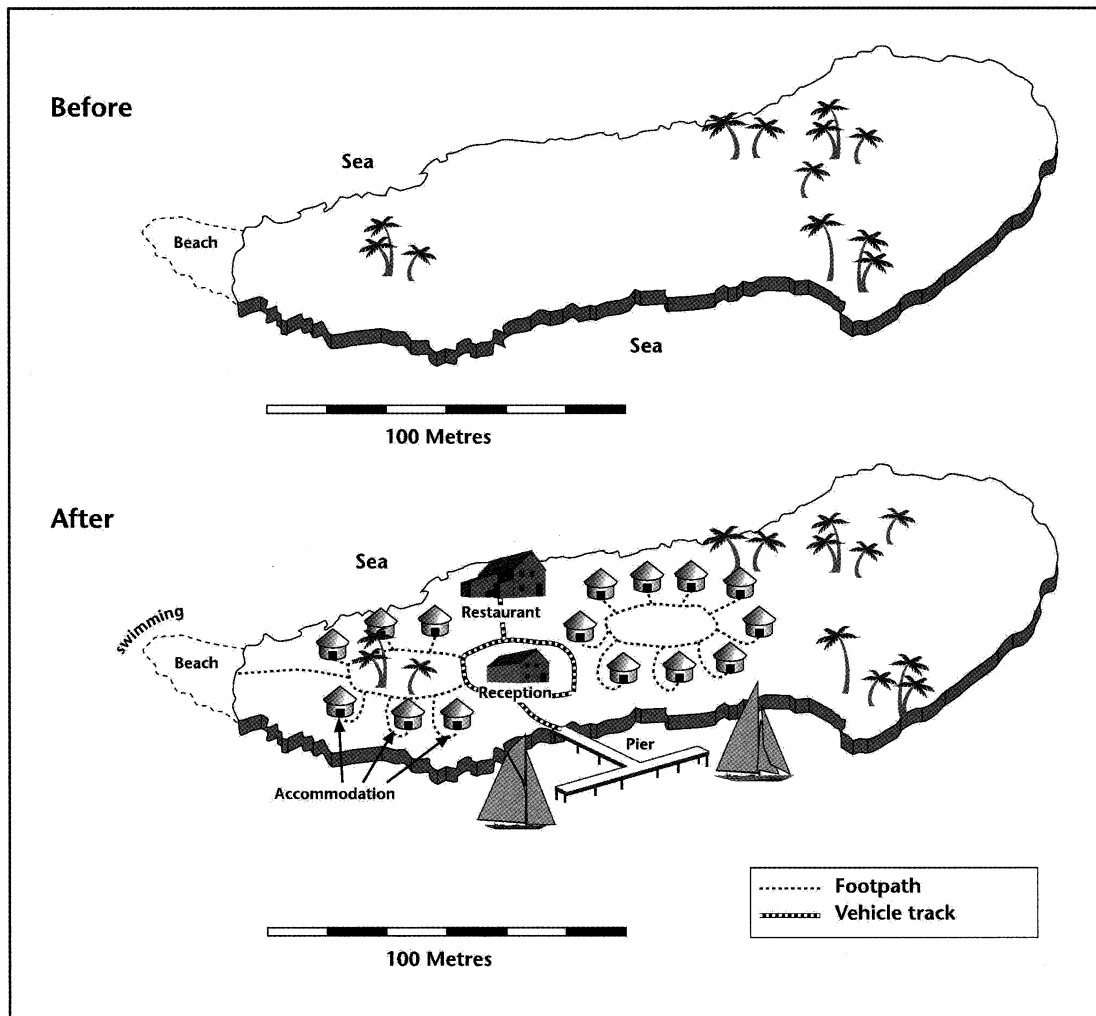 Before
Sea
Beach
Sea
100 Metres
After
Sea
swimming
Restaurant
Beach
Reception
Pier
Accommodation
Footpath
Vehicle track
100 Metres